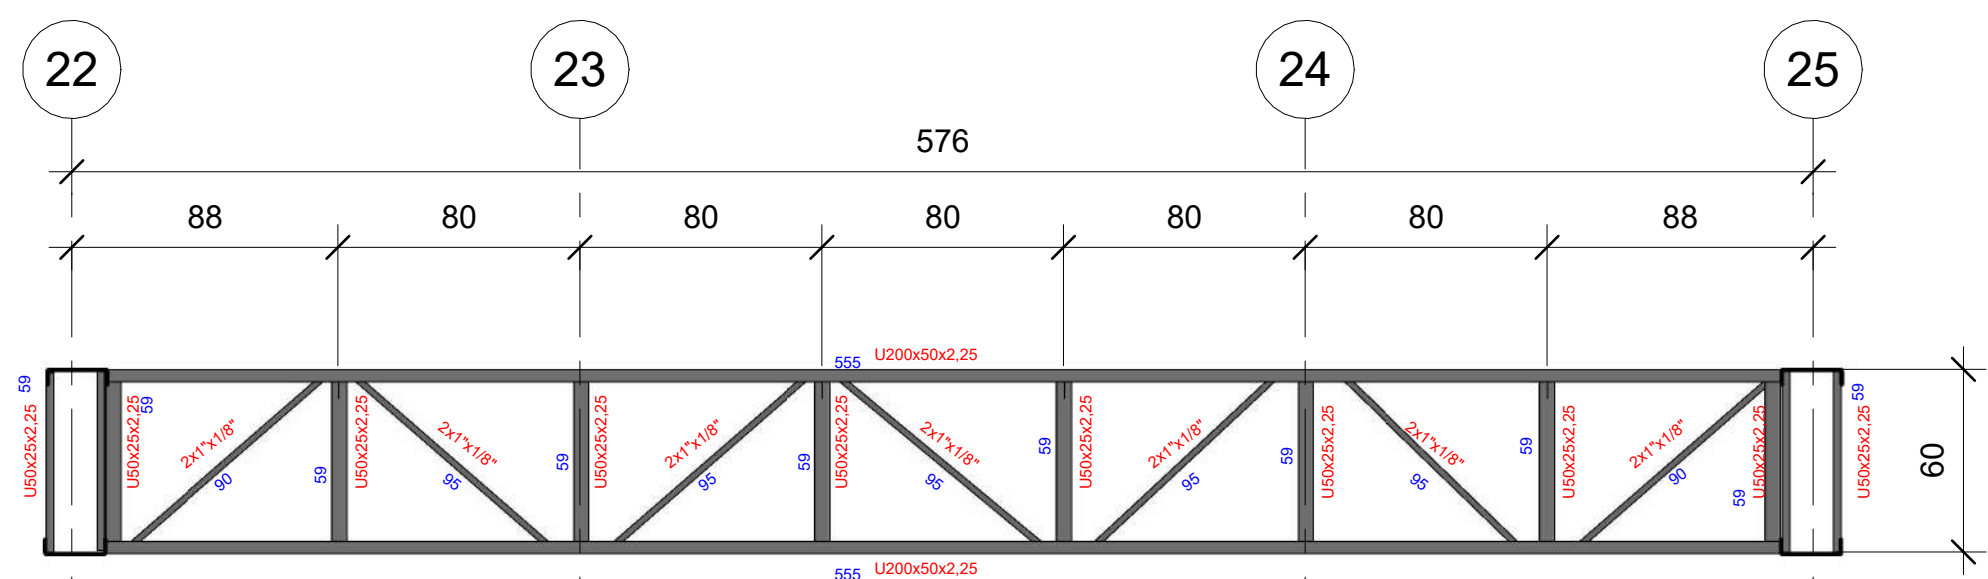 22 23 24 25
576
88 80 80 80 80 80 88
555 U200x50x2,25
59 U50x25x2,25
U50x25x2,25 59
2x1"x1/8" 90
59 U50x25x2,25
2x1"x1/8" 95
59 U50x25x2,25
2x1"x1/8" 95
59 U50x25x2,25
2x1"x1/8" 95
59 U50x25x2,25
2x1"x1/8" 95
59 U50x25x2,25
2x1"x1/8" 95
59 U50x25x2,25
2x1"x1/8" 90
59 U50x25x2,25
59 U50x25x2,25
60
555 U200x50x2,25